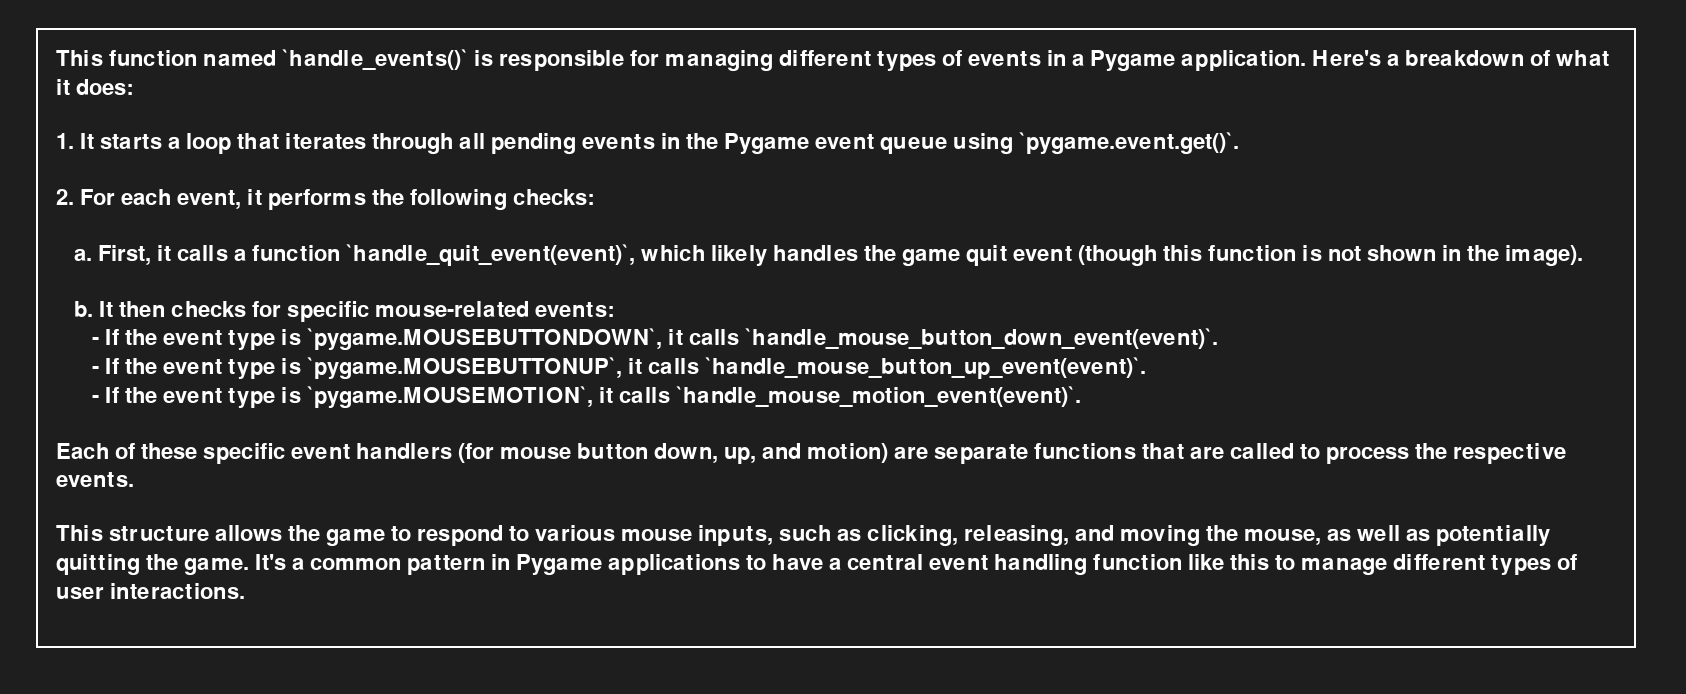 This function named `handle_events()` is responsible for managing different types of events in a Pygame application. Here's a breakdown of what
it does:
1. It starts a loop that iterates through all pending events in the Pygame event queue using `pygame.event.get()`.
2. For each event, it performs the following checks:
a. First, it calls a function `handle_quit_event(event)`, which likely handles the game quit event (though this function is not shown in the image).
b. It then checks for specific mouse-related events:
- If the event type is `pygame.MOUSEBUTTONDOWN`, it calls `handle_mouse_button_down_event(event)`.
- If the event type is `pygame.MOUSEBUTTONUP`, it calls `handle_mouse_button_up_event(event)`.
- If the event type is `pygame.MOUSEMOTION`, it calls `handle_mouse_motion_event(event)`.
Each of these specific event handlers (for mouse button down, up, and motion) are separate functions that are called to process the respective
events.
This structure allows the game to respond to various mouse inputs, such as clicking, releasing, and moving the mouse, as well as potentially
quitting the game. It's a common pattern in Pygame applications to have a central event handling function like this to manage different types of
user interactions.